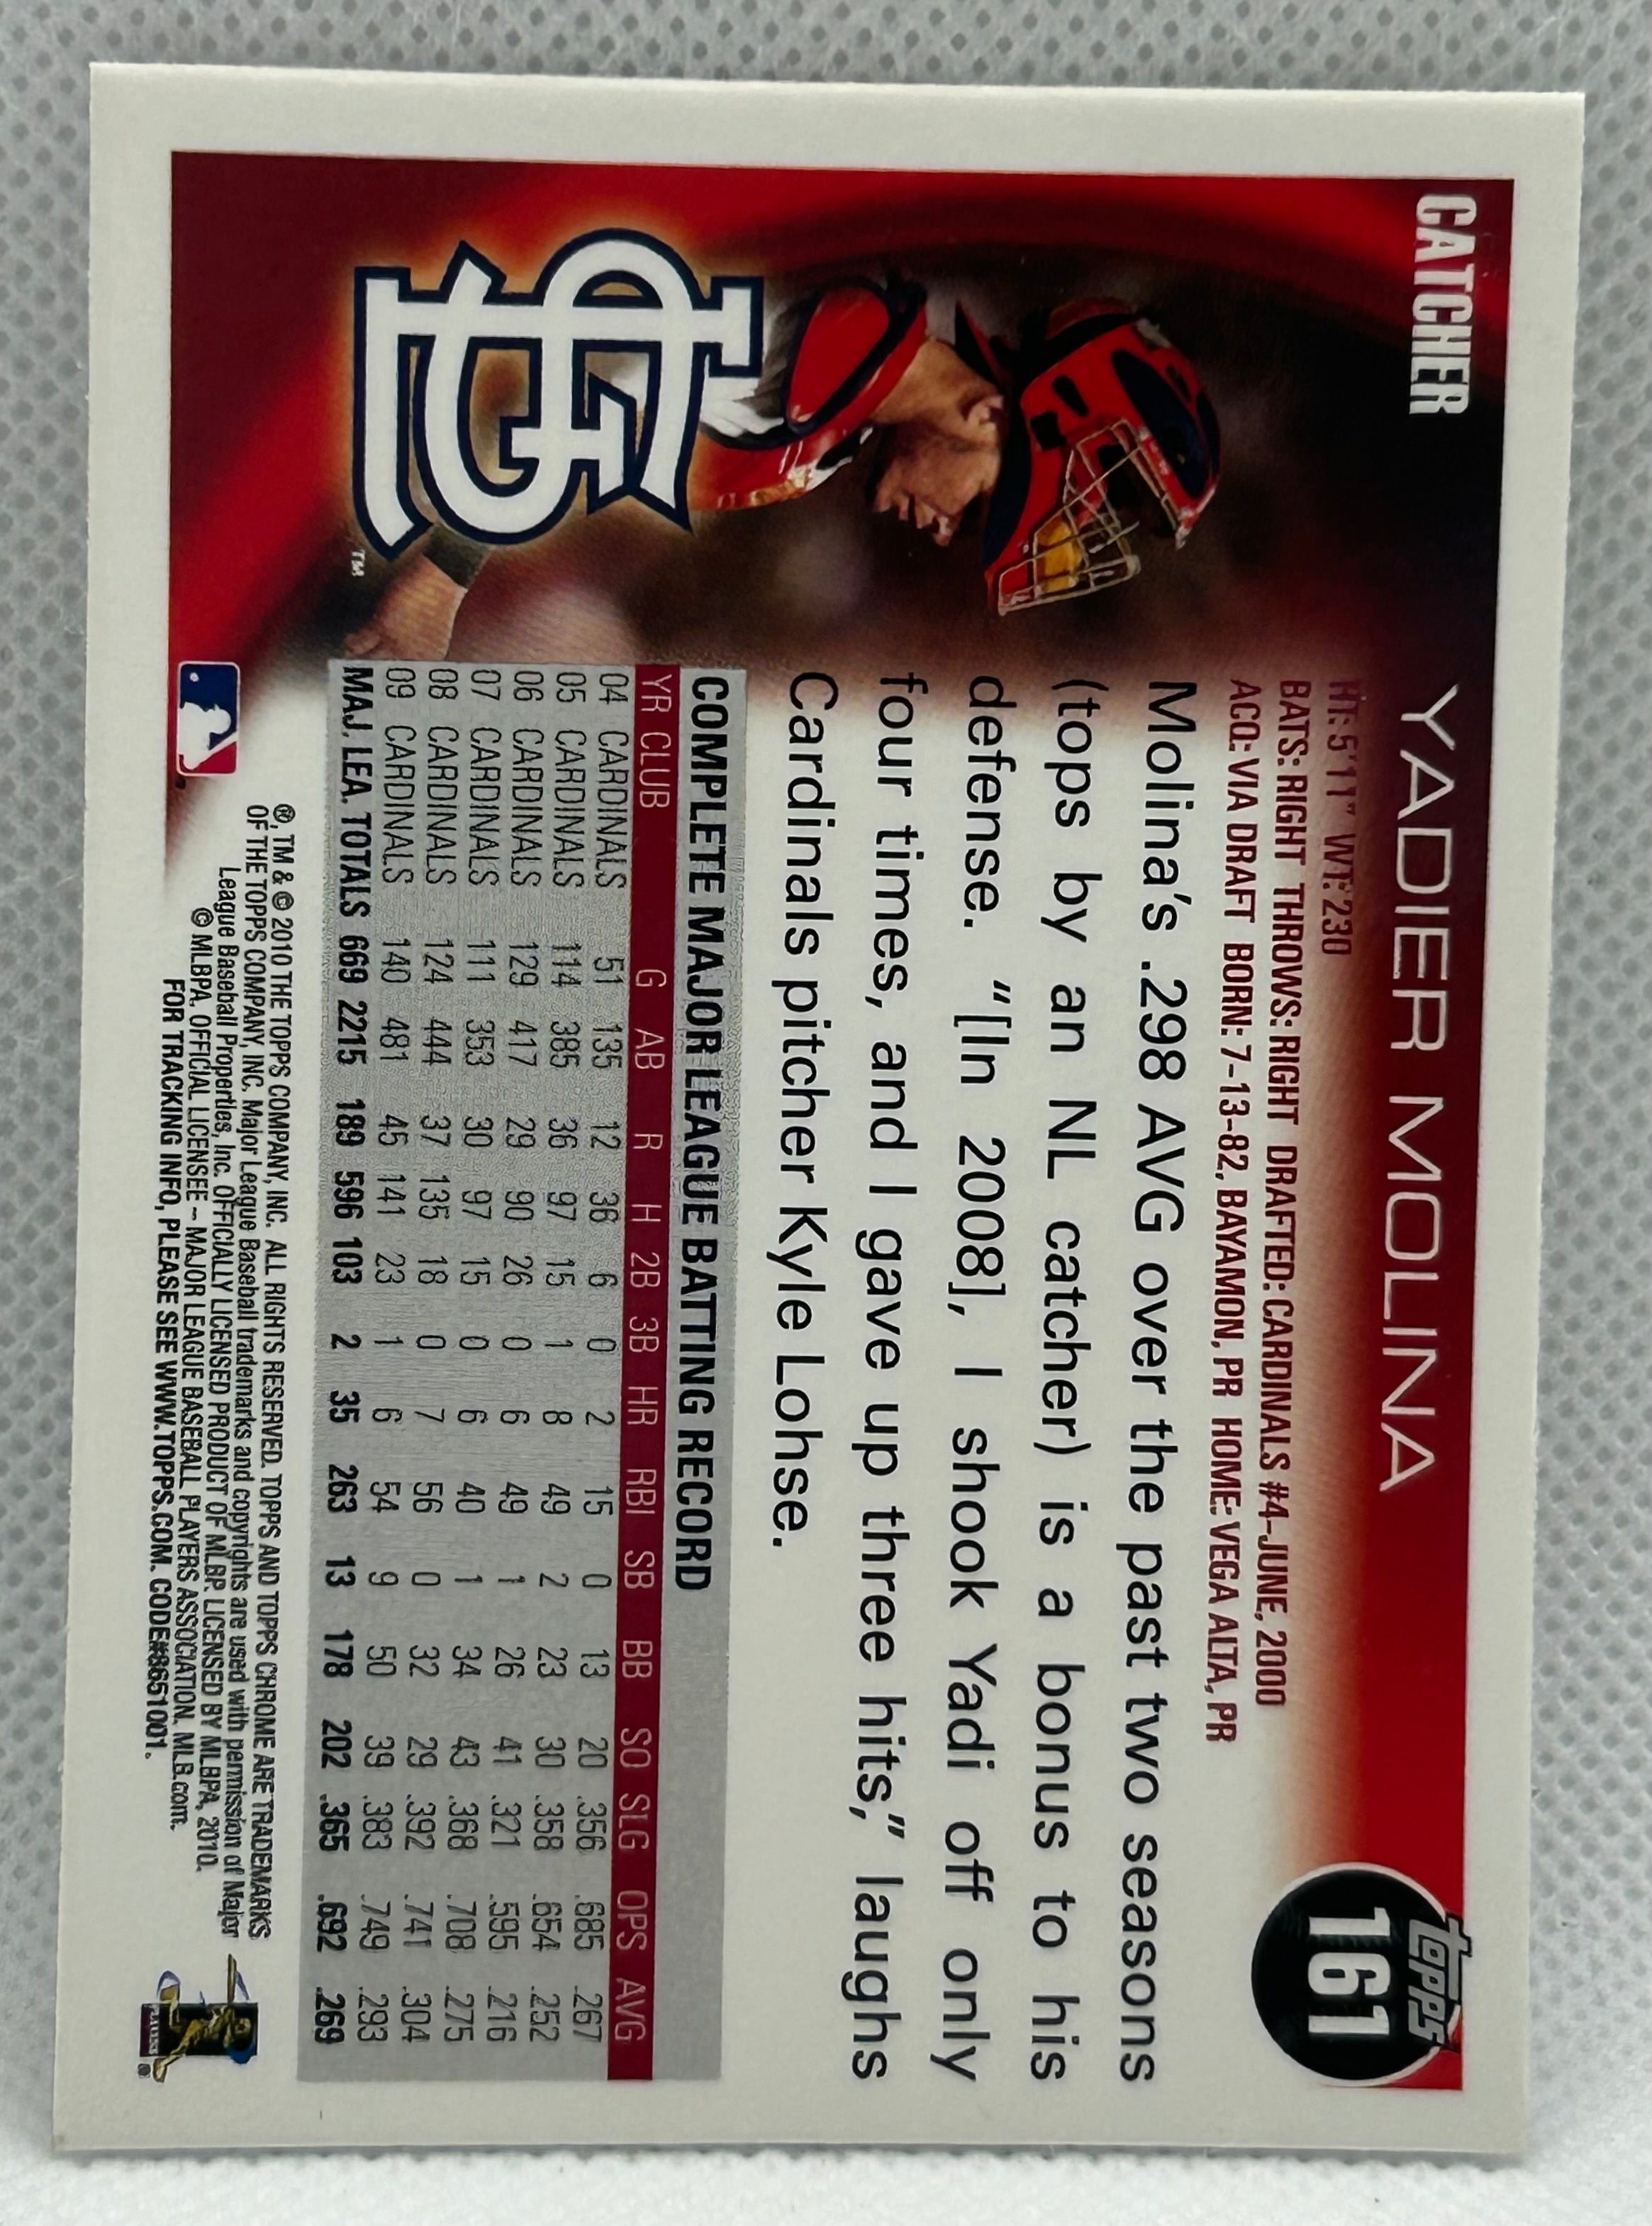 CATCHER
YADIER MOLINA
topps
161
HT: 5'11" WT: 230
BATS: RIGHT THROWS: RIGHT DRAFTED: CARDINALS #4-JUNE, 2000
ACQ: VIA DRAFT BORN: 7-13-82, BAYAMON, PR HOME: VEGA ALTA, PR
Molina's .298 AVG over the past two seasons
(tops by an NL catcher) is a bonus to his
defense. “[In 2008], I shook Yadi off only
four times, and I gave up three hits,” laughs
Cardinals pitcher Kyle Lohse.
COMPLETE MAJOR LEAGUE BATTING RECORD
YR CLUB G AB R H 2B 3B HR RBI SB BB SO SLG OPS AVG
04 CARDINALS 51 135 12 36 6 0 2 15 0 13 20 .356 .685 .267
05 CARDINALS 114 385 36 97 15 1 8 49 2 23 30 .358 .654 .252
06 CARDINALS 129 417 29 90 26 0 6 49 1 26 41 .321 .595 .216
07 CARDINALS 111 353 30 97 15 0 6 40 1 34 43 .368 .708 .275
08 CARDINALS 124 444 37 135 18 0 7 56 0 32 29 .392 .741 .304
09 CARDINALS 140 481 45 141 23 1 6 54 9 50 39 .383 .749 .293
MAJ. LEA. TOTALS 669 2215 189 596 103 2 35 263 13 178 202 .365 .692 .269
STL
TM
®, TM & © 2010 THE TOPPS COMPANY, INC. ALL RIGHTS RESERVED. TOPPS AND TOPPS CHROME ARE TRADEMARKS
OF THE TOPPS COMPANY, INC. Major League Baseball trademarks and copyrights are used with permission of Major
League Baseball Properties, Inc. OFFICIALLY LICENSED PRODUCT OF MLBP. LICENSED BY MLBPA, 2010.
© MLBPA. OFFICIAL LICENSEE – MAJOR LEAGUE BASEBALL PLAYERS ASSOCIATION. MLB.com.
FOR TRACKING INFO, PLEASE SEE WWW.TOPPS.COM. CODE#8651001.